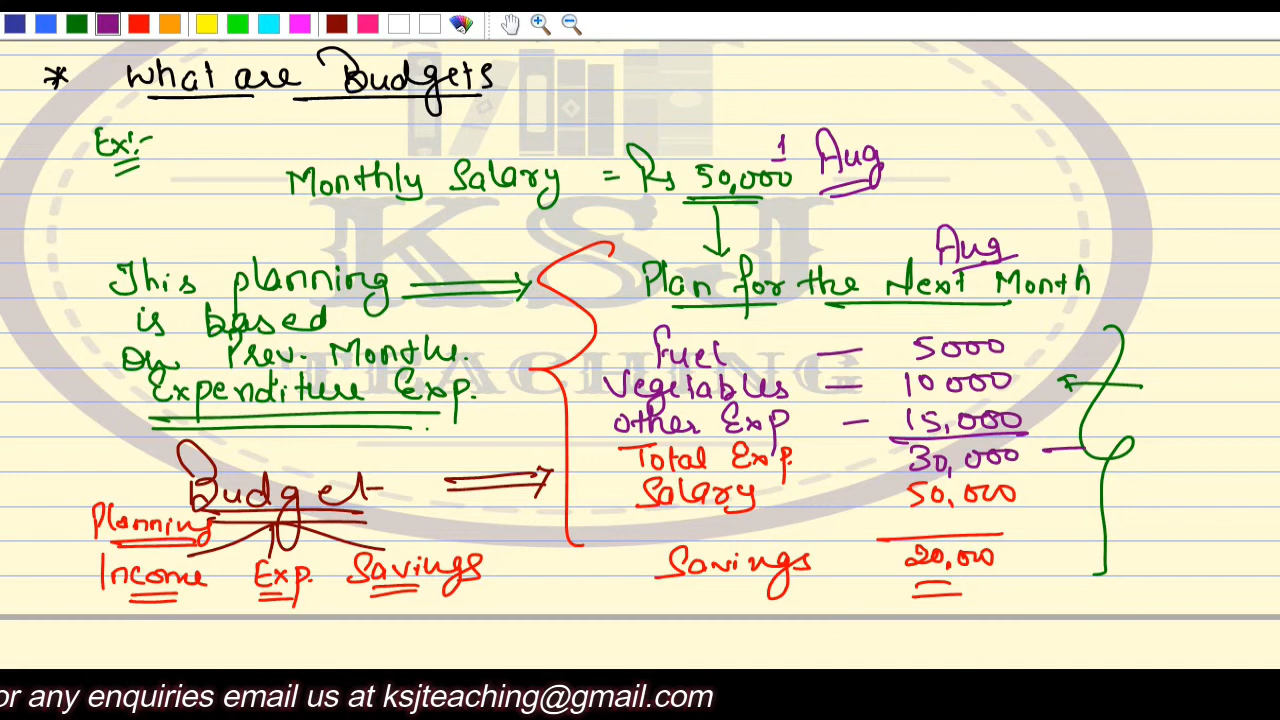 * What are Budgets
Ex:-
Monthly Salary = Rs 50,000 1 Aug
Aug
Plan for the Next Month
This planning
is based
on Prev. Months.
Expenditure Exp.
Fuel — 5000
Vegetables = 10000
Other Exp — 15,000
Total Exp. 30,000
Salary 50,000
Savings 20,000
Budget
Planning
Income Exp. Savings
KSJ
TEACHING
or any enquiries email us at ksjteaching@gmail.com